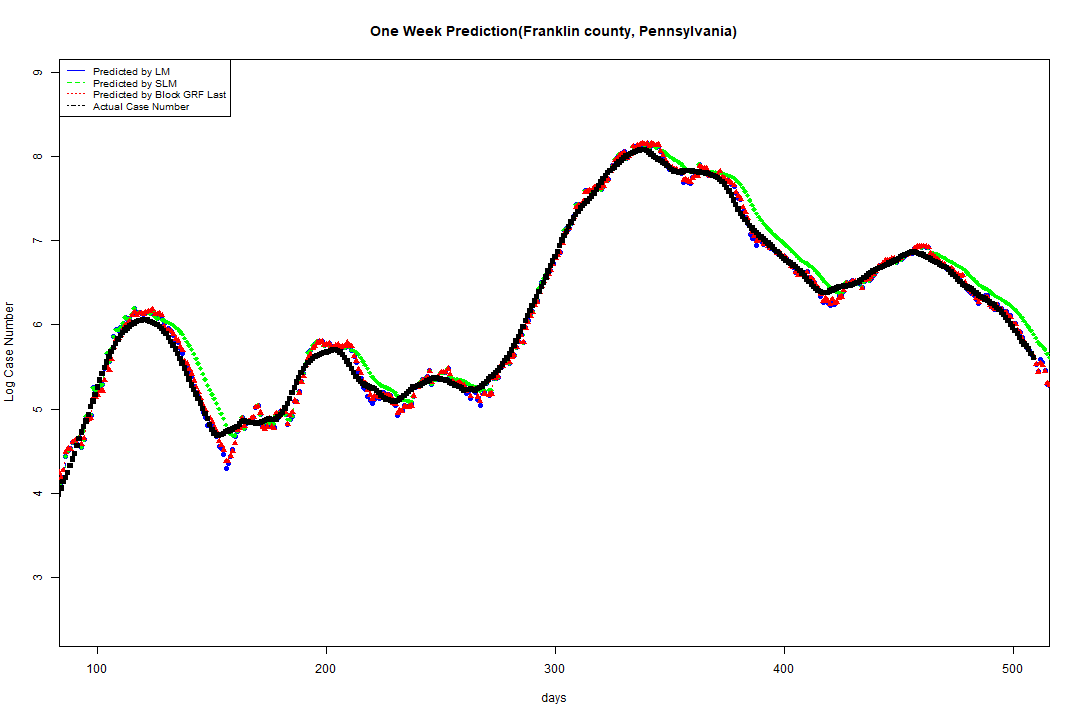 One Week Prediction(Franklin county, Pennsylvania)
Predicted by LM
Predicted by SLM
Predicted by Block GRF Last
Actual Case Number
Log Case Number
9
8
7
6
5
4
3
100 200 300 400 500
days